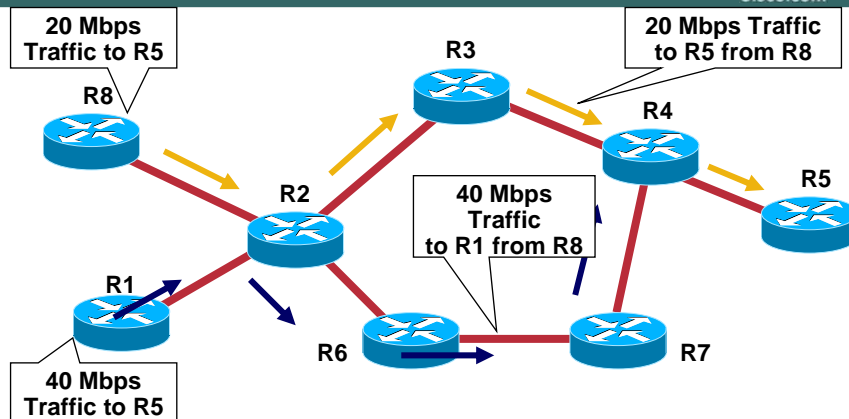 20 Mbps
Traffic to R5
20 Mbps Traffic
to R5 from R8
R3
R8
R4
R2
40 Mbps
Traffic
to R1 from R8
R5
R1
R6
R7
40 Mbps
Traffic to R5